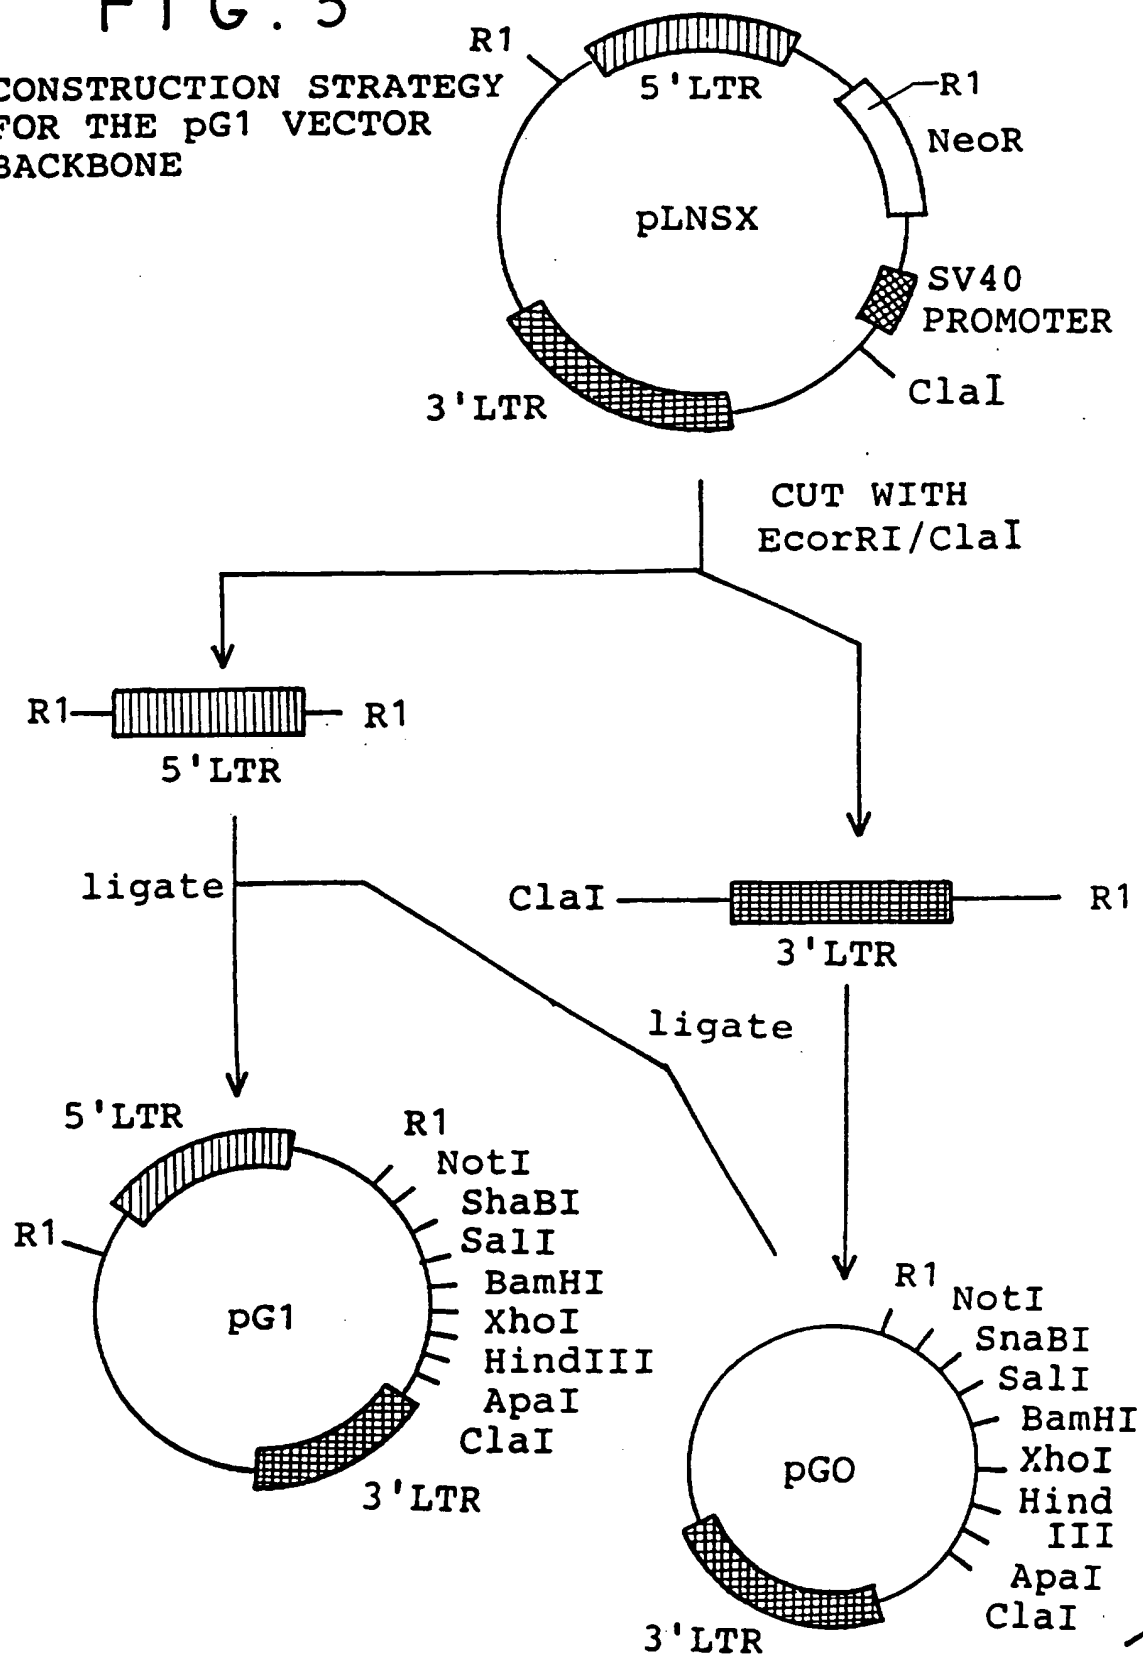 FIG. 5
CONSTRUCTION STRATEGY
FOR THE pG1 VECTOR
BACKBONE
R1
5'LTR
R1
NeoR
pLNSX
SV40
PROMOTER
ClaI
3'LTR
CUT WITH
EcorRI/ClaI
R1
R1
5'LTR
ligate
ClaI
R1
3'LTR
ligate
5'LTR
R1
NotI
ShaBI
SalI
BamHI
XhoI
HindIII
ApaI
ClaI
R1
pG1
3'LTR
R1
NotI
SnaBI
SalI
BamHI
XhoI
Hind
III
ApaI
ClaI
pGO
3'LTR